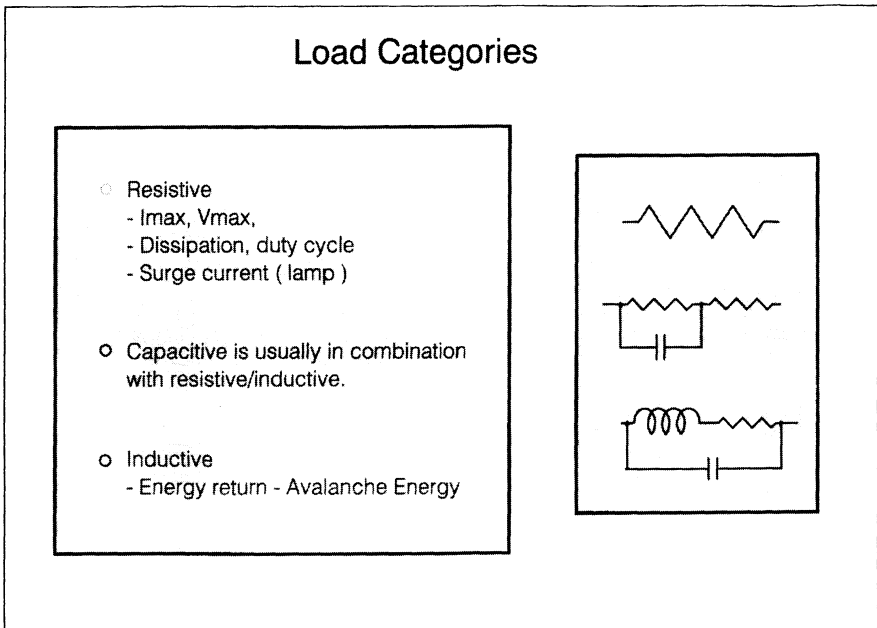 Load Categories
Resistive
- Imax, Vmax,
- Dissipation, duty cycle
- Surge current ( lamp )
Capacitive is usually in combination
with resistive/inductive.
Inductive
- Energy return - Avalanche Energy